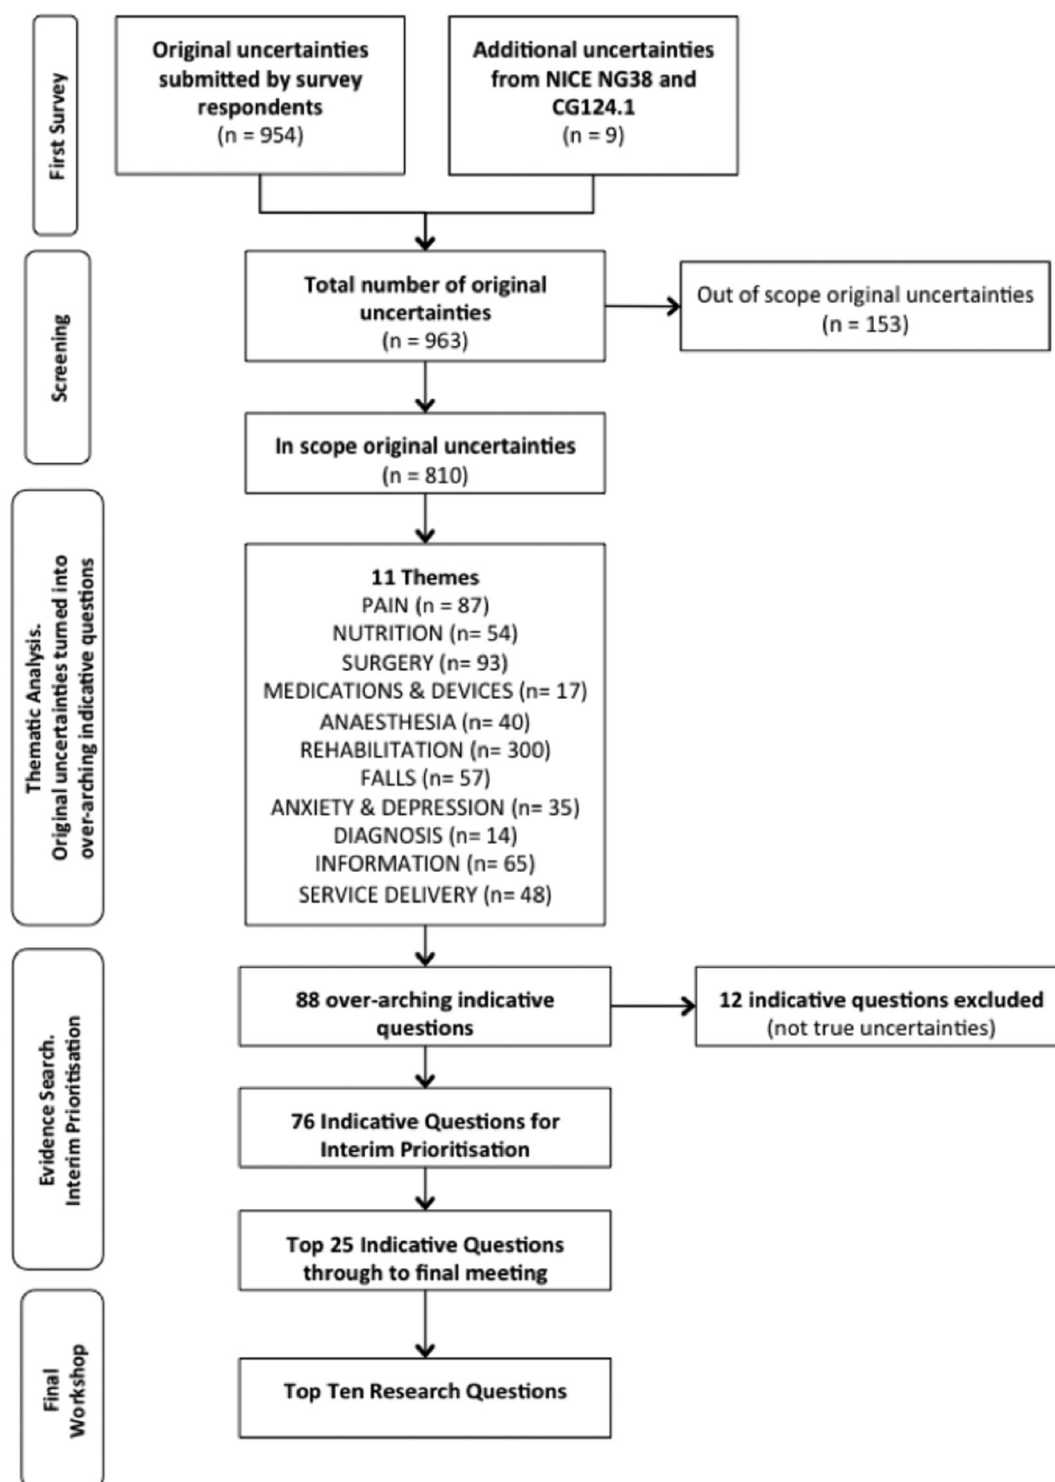 First Survey
Original uncertainties
submitted by survey
respondents
(n = 954)
Additional uncertainties
from NICE NG38 and
CG124.1
(n = 9)
Screening
Total number of original
uncertainties
(n = 963)
Out of scope original uncertainties
(n = 153)
In scope original uncertainties
(n = 810)
Thematic Analysis.
Original uncertainties turned into
over-arching indicative questions
11 Themes
PAIN (n = 87)
NUTRITION (n= 54)
SURGERY (n= 93)
MEDICATIONS & DEVICES (n= 17)
ANAESTHESIA (n= 40)
REHABILITATION (n= 300)
FALLS (n= 57)
ANXIETY & DEPRESSION (n= 35)
DIAGNOSIS (n= 14)
INFORMATION (n= 65)
SERVICE DELIVERY (n= 48)
Evidence Search.
Interim Prioritisation
88 over-arching indicative
questions
12 indicative questions excluded
(not true uncertainties)
76 Indicative Questions for
Interim Prioritisation
Top 25 Indicative Questions
through to final meeting
Final
Workshop
Top Ten Research Questions